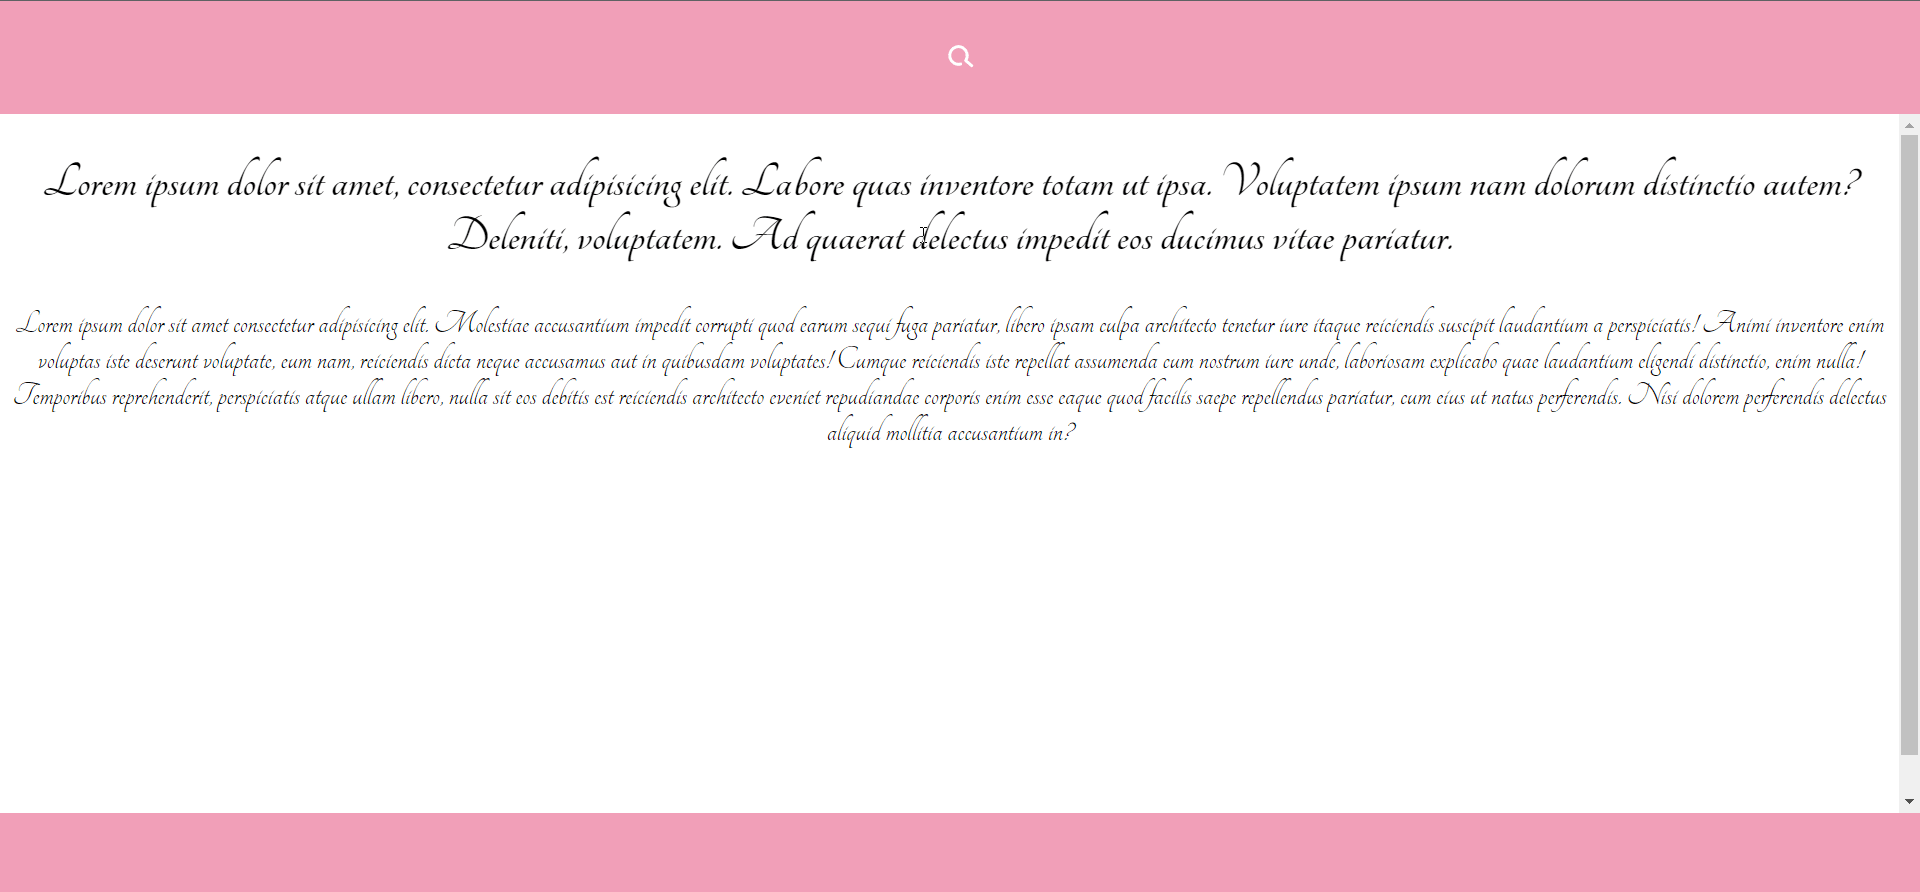 Lorem ipsum dolor sit amet, consectetur adipisicing elit. Labore quas inventore totam ut ipsa. Voluptatem ipsum nam dolorum distinctio autem?
Deleniti, voluptatem. Ad quaerat delectus impedit eos ducimus vitae pariatur.
Lorem ipsum dolor sit amet consectetur adipisicing elit. Molestiae accusantium impedit corrupti quod earum sequi fuga pariatur, libero ipsam culpa architecto tenetur iure itaque reiciendis suscipit laudantium a perspiciatis! Animi inventore enim
voluptas iste deserunt voluptate, eum nam, reiciendis dicta neque accusamus aut in quibusdam voluptates! Cumque reiciendis iste repellat assumenda cum nostrum iure unde, laboriosam explicabo quae laudantium eligendi distinctio, enim nulla!
Temporibus reprehenderit, perspiciatis atque ullam libero, nulla sit eos debitis est reiciendis architecto eveniet repudiandae corporis enim esse eaque quod facilis saepe repellendus pariatur, cum eius ut natus perferendis. Nisi dolorem perferendis delectus
aliquid mollitia accusantium in?